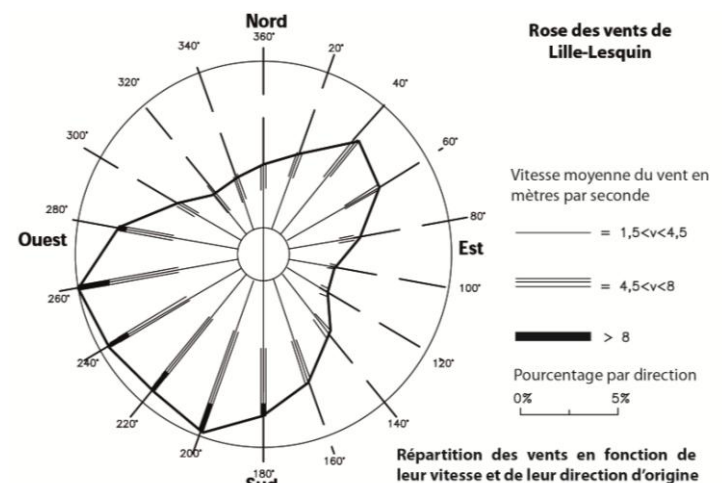 Nord
360°
20°
40°
60°
80°
Est
100°
120°
140°
160°
180°
Sud
200°
220°
240°
260°
Ouest
280°
300°
320°
340°
Rose des vents de
Lille-Lesquin
Vitesse moyenne du vent en
mètres par seconde
= 1,5<v<4,5
= 4,5<v<8
> 8
Pourcentage par direction
0% 5%
Répartition des vents en fonction de
leur vitesse et de leur direction d'origine